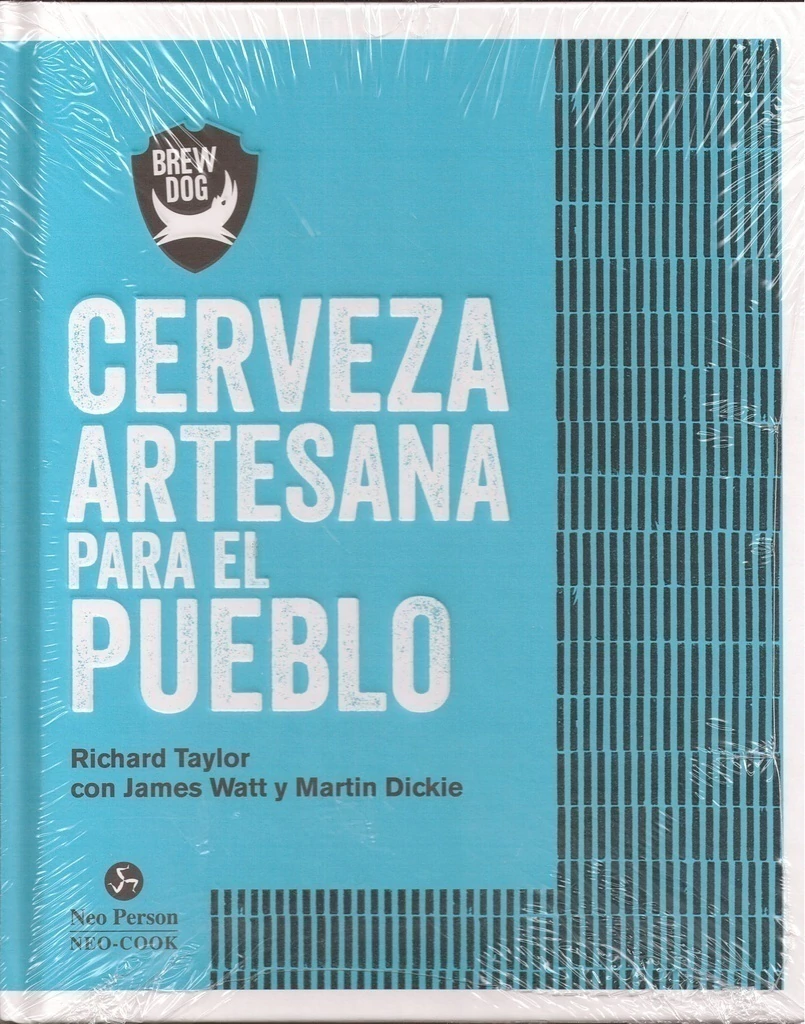 BREW
DOG
CERVEZA
ARTESANA
PARA EL
PUEBLO
Richard Taylor
con James Watt y Martin Dickie
Neo Person
NEO-COOK